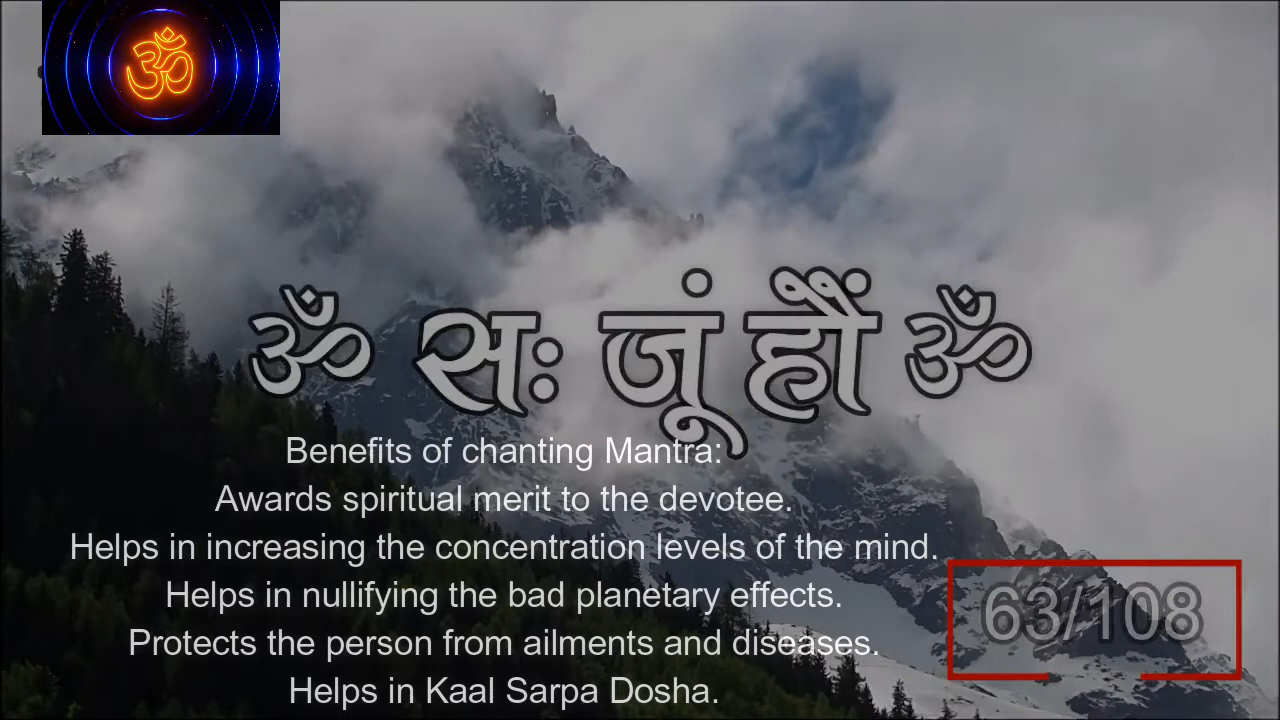 ॐ
ॐ सः जूं हौं ॐ
Benefits of chanting Mantra:
Awards spiritual merit to the devotee.
Helps in increasing the concentration levels of the mind.
Helps in nullifying the bad planetary effects.
Protects the person from ailments and diseases.
Helps in Kaal Sarpa Dosha.
63/108